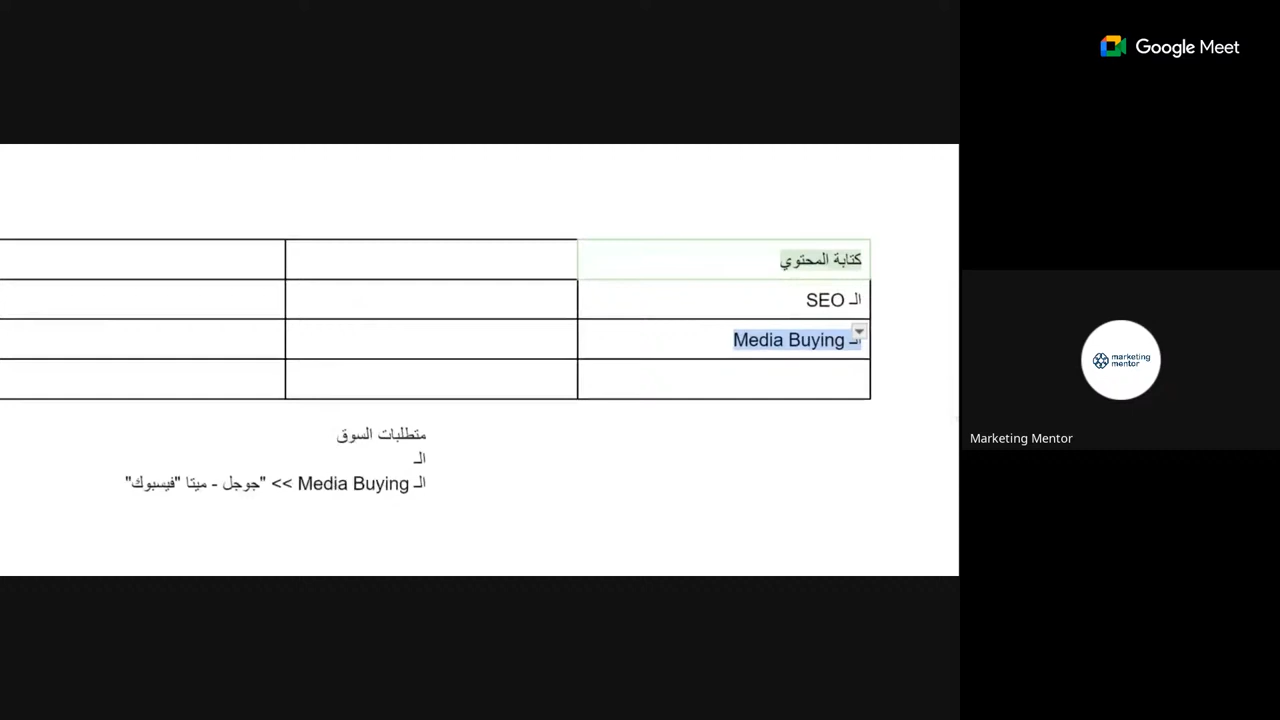 Google Meet
كتابة المحتوي
الـ SEO
الـ Media Buying
متطلبات السوق
الـ
الـ Media Buying >> "جوجل - ميتا "فيسبوك"
marketing
mentor
Marketing Mentor